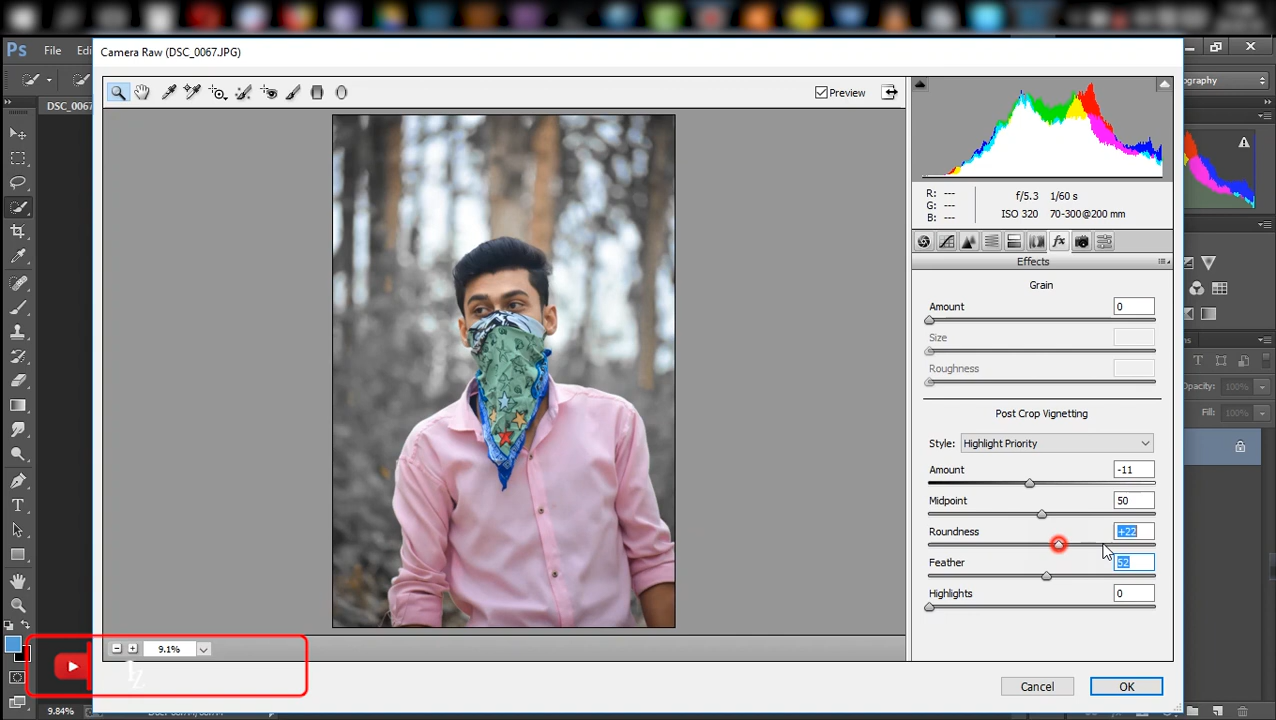 Ps File Ed
Camera Raw (DSC_0067.JPG)
ography
DSC_0067
Preview
R: ---
G: ---
B: ---
f/5.3 1/60 s
ISO 320 70-300@200 mm
fx
Effects
Grain
Amount 0
Size
Roughness
Opacity: 100%
Fill: 100%
Post Crop Vignetting
Style: Highlight Priority
Amount -11
Midpoint 50
Roundness +22
Feather 52
Highlights 0
T
T
9.1%
Cancel OK
9.84%